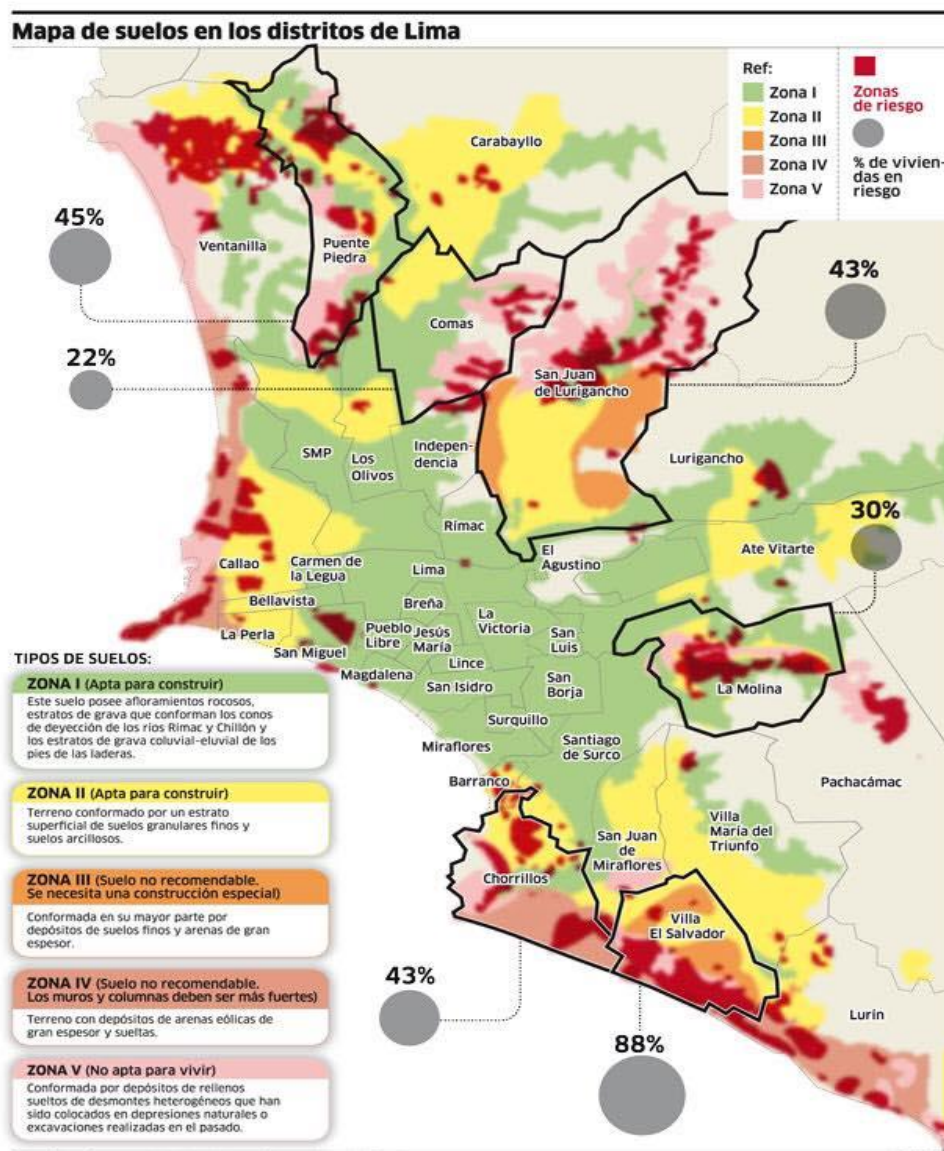 Mapa de suelos en los distritos de Lima
Ref:
Zona I
Zona II
Zona III
Zona IV
Zona V
Zonas
de riesgo
% de vivien-
das en
riesgo
Carabayllo
45%
Ventanilla
Puente
Piedra
43%
Comas
22%
San Juan
de Lurigancho
SMP
Los
Olivos
Indepen-
dencia
Lurigancho
30%
Rímac
El
Agustino
Ate Vitarte
Callao
Carmen de
la Legua
Lima
Bellavista
Breña
La
Victoria
La Perla
Pueblo
Libre
Jesús
María
San
Luis
San Miguel
Lince
Magdalena
San Isidro
San
Borja
La Molina
Surquillo
Miraflores
Santiago
de Surco
Barranco
Pachacámac
San Juan
de
Miraflores
Villa
María del
Triunfo
Chorrillos
Villa
El Salvador
43%
Lurín
88%
TIPOS DE SUELOS:
ZONA I (Apta para construir)
Este suelo posee afloramientos rocosos,
estratos de grava que conforman los conos
de deyección de los ríos Rímac y Chillón y
los estratos de grava coluvial-eluvial de los
pies de las laderas.
ZONA II (Apta para construir)
Terreno conformado por un estrato
superficial de suelos granulares finos y
suelos arcillosos.
ZONA III (Suelo no recomendable.
Se necesita una construcción especial)
Conformada en su mayor parte por
depósitos de suelos finos y arenas de gran
espesor.
ZONA IV (Suelo no recomendable.
Los muros y columnas deben ser más fuertes)
Terreno con depósitos de arenas eólicas de
gran espesor y sueltas.
ZONA V (No apta para vivir)
Conformada por depósitos de rellenos
sueltos de desmontes heterogéneos que han
sido colocados en depresiones naturales o
excavaciones realizadas en el pasado.